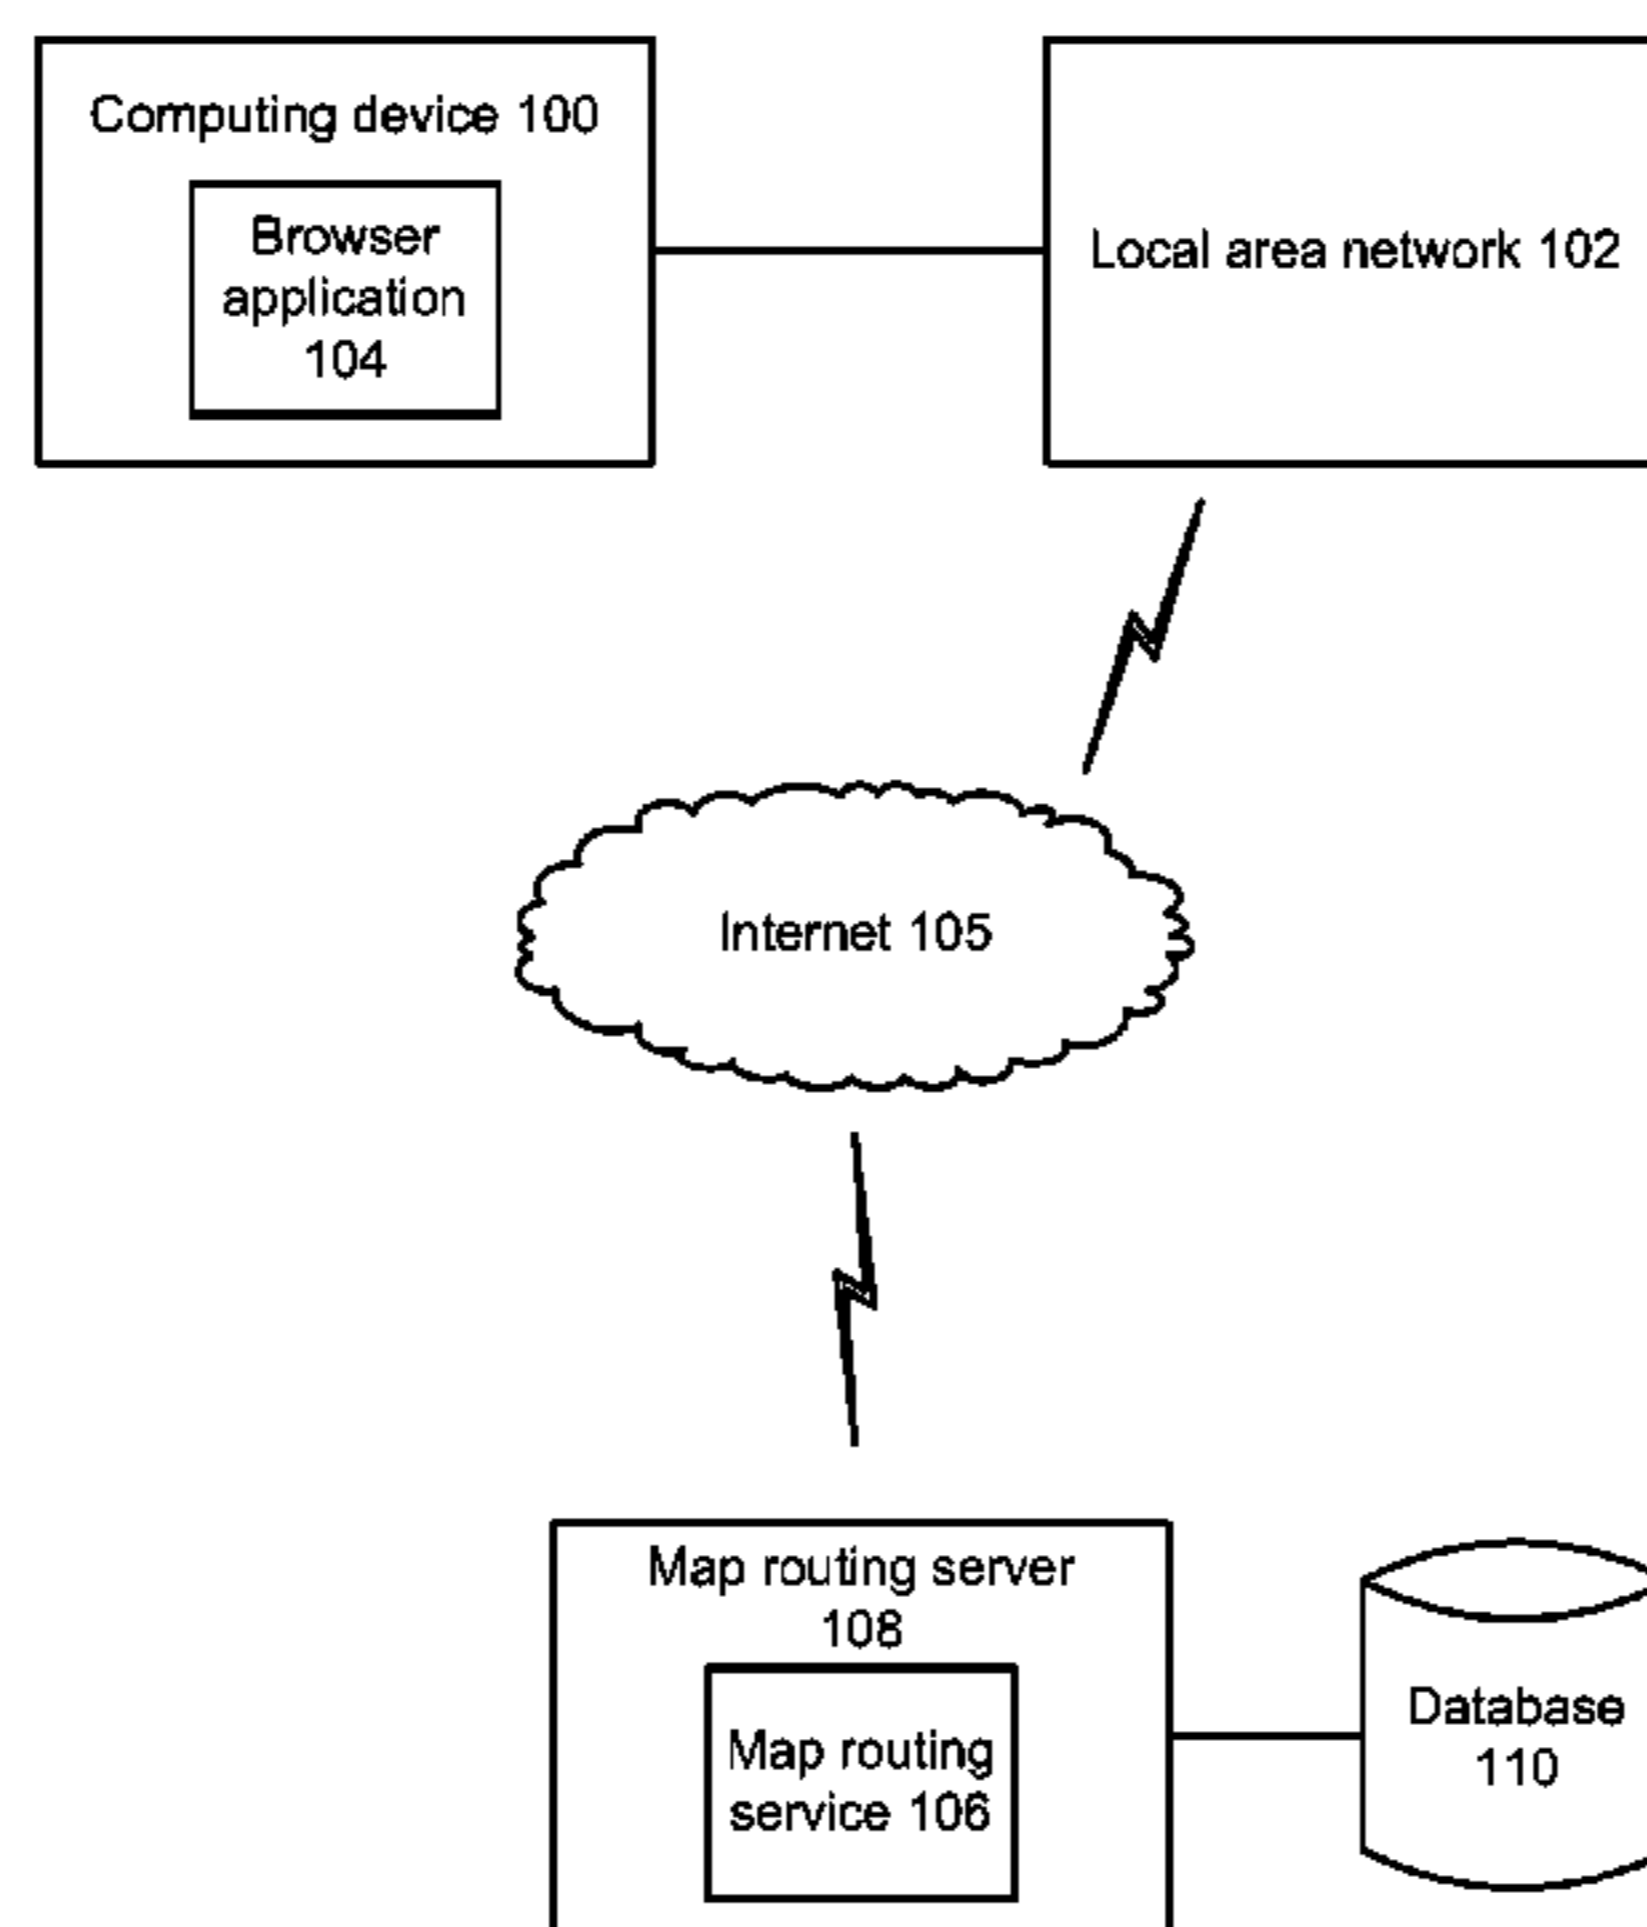 Computing device 100
Browser
application
104
Local area network 102
Internet 105
Map routing server
108
Map routing
service 106
Database
110